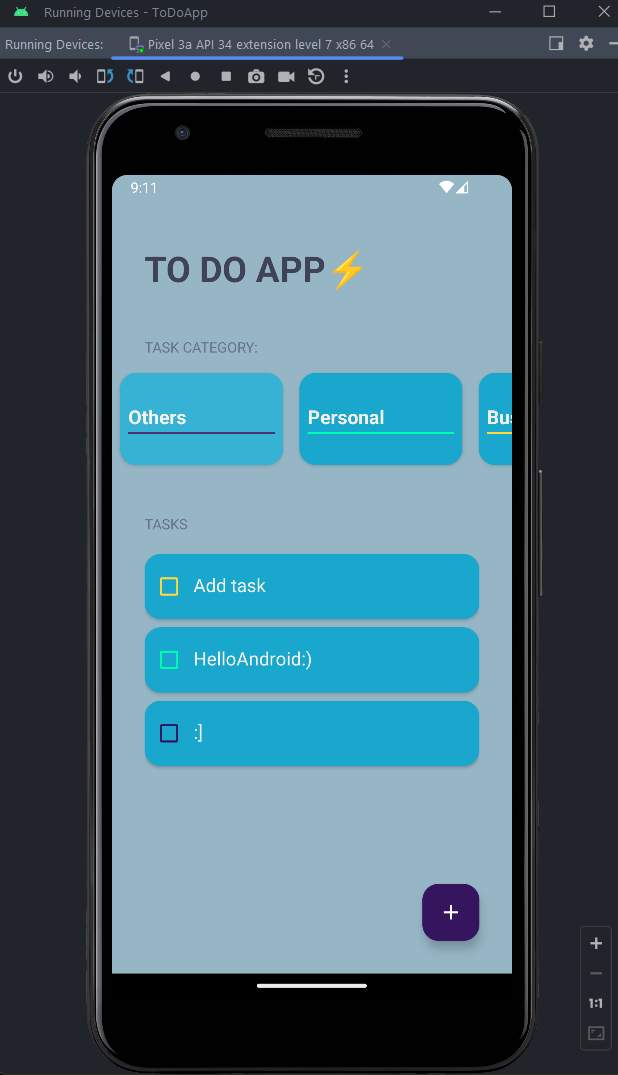 Running Devices - ToDoApp
Running Devices: Pixel 3a API 34 extension level 7 x86 64
9:11
TO DO APP⚡
TASK CATEGORY:
Others Personal Bus
TASKS
Add task
HelloAndroid:)
:]
1:1